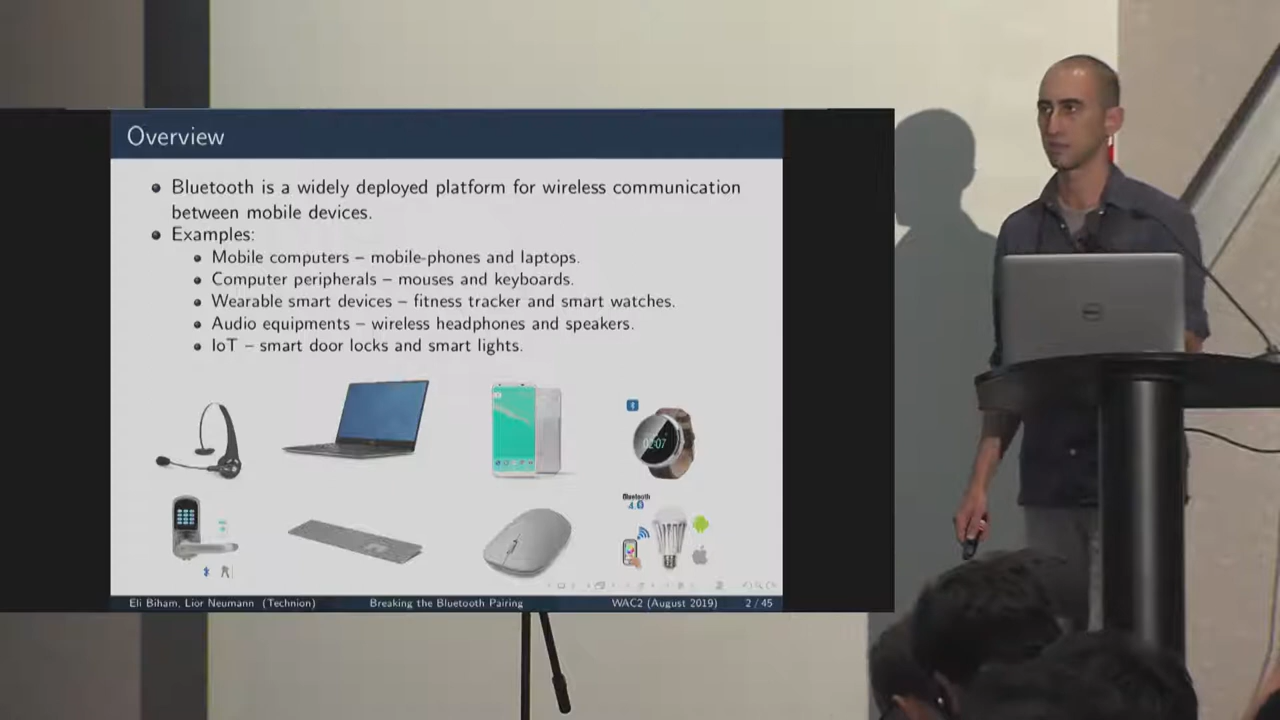 Overview
Bluetooth is a widely deployed platform for wireless communication
between mobile devices.
Examples:
Mobile computers – mobile-phones and laptops.
Computer peripherals – mouses and keyboards.
Wearable smart devices – fitness tracker and smart watches.
Audio equipments – wireless headphones and speakers.
IoT – smart door locks and smart lights.
02:07
Bluetooth
4.0
Eli Biham, Lior Neumann (Technion) Breaking the Bluetooth Pairing WAC2 (August 2019) 2 / 45
DELL